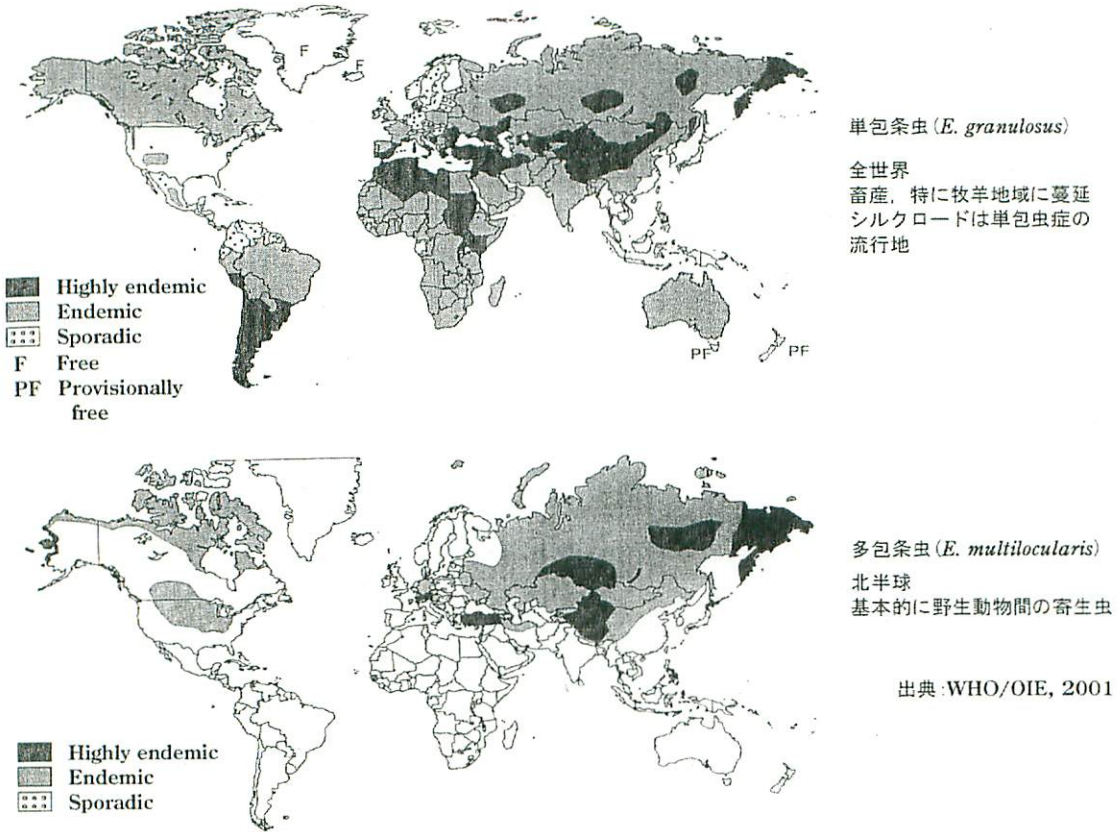 F
F
単包条虫(E. granulosus)
全世界
畜産，特に牧羊地域に蔓延
シルクロードは単包虫症の
流行地
Highly endemic
Endemic
Sporadic
F Free
PF Provisionally
free
PF
PF
多包条虫(E. multilocularis)
北半球
基本的に野生動物間の寄生虫
出典:WHO/OIE, 2001
Highly endemic
Endemic
Sporadic